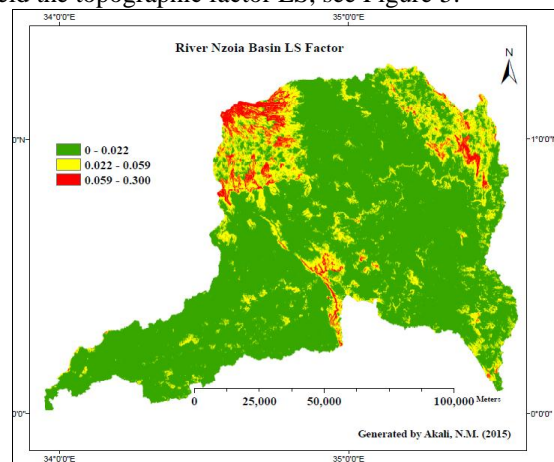 eld the topographic factor LS, see Figure 3.
34°0'0"E 35°0'0"E
River Nzoia Basin LS Factor
N
0°0'N 1°0'0"N
0 - 0.022
0.022 - 0.059
0.059 - 0.300
0 25,000 50,000 100,000 Meters
0'0" 0°0'0"
Generated by Akali, N.M. (2015)
34°0'0"E 35°0'0"E